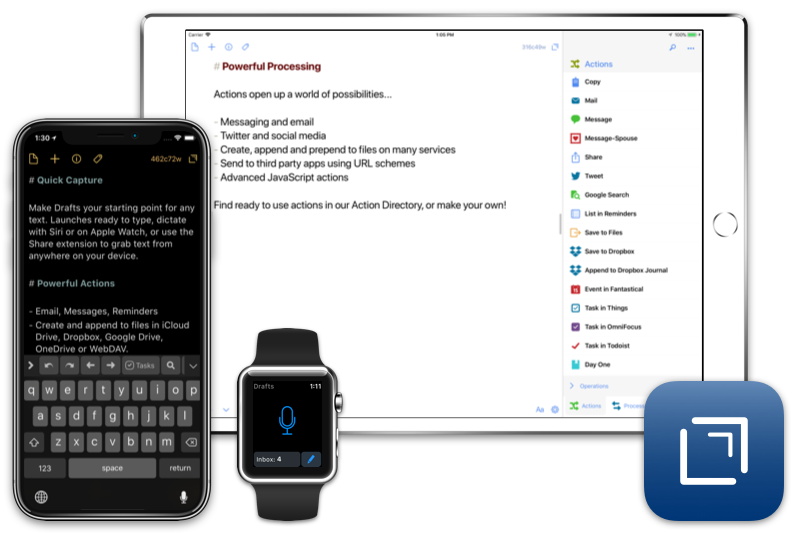 Carrier
1:05 PM
100%
316c49w
# Powerful Processing
Actions open up a world of possibilities...
- Messaging and email
- Twitter and social media
- Create, append and prepend to files on many services
- Send to third party apps using URL schemes
- Advanced JavaScript actions
Find ready to use actions in our Action Directory, or make your own!
Aa
Actions
Copy
Mail
Message
Message-Spouse
Share
Tweet
Google Search
List in Reminders
Save to Files
Save to Dropbox
Append to Dropbox Journal
Event in Fantastical
Task in Things
Task in OmniFocus
Task in Todoist
Day One
Operations
Actions
Process
1:30
462c72w
# Quick Capture
Make Drafts your starting point for any
text. Launches ready to type, dictate
with Siri or on Apple Watch, or use the
Share extension to grab text from
anywhere on your device.
# Powerful Actions
- Email, Messages, Reminders
- Create and append to files in iCloud
Drive, Dropbox, Google Drive,
OneDrive or WebDAV.
Tasks
q w e r t y u i o p
a s d f g h j k l
z x c v b n m
123 space return
Drafts 1:11
Inbox: 4